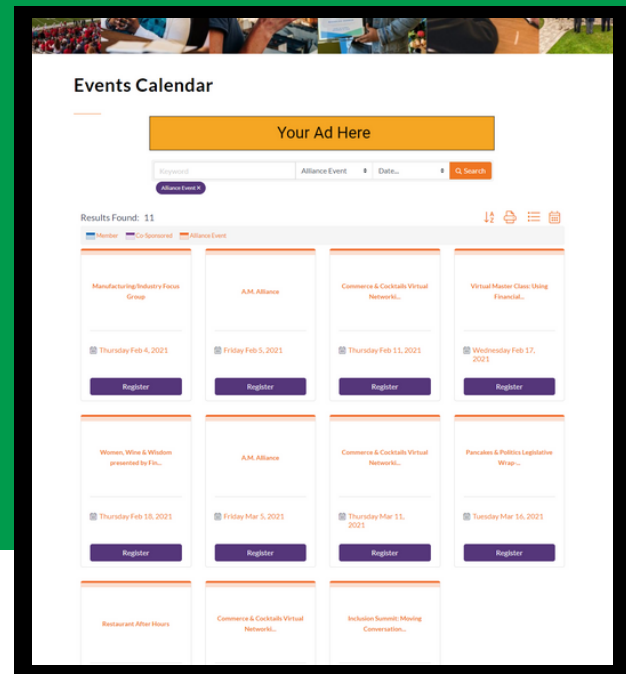 Events Calendar
Your Ad Here
Keyword
Alliance Event
Date...
Search
Alliance Event ×
Results Found: 11
Member
Co-Sponsored
Alliance Event
Manufacturing/Industry Focus
Group
Thursday Feb 4, 2021
Register
A.M. Alliance
Friday Feb 5, 2021
Register
Commerce & Cocktails Virtual
Networki...
Thursday Feb 11, 2021
Register
Virtual Master Class: Using
Financial...
Wednesday Feb 17,
2021
Register
Women, Wine & Wisdom
presented by Fin...
Thursday Feb 18, 2021
Register
A.M. Alliance
Friday Mar 5, 2021
Register
Commerce & Cocktails Virtual
Networki...
Thursday Mar 11,
2021
Register
Pancakes & Politics Legislative
Wrap-...
Tuesday Mar 16, 2021
Register
Restaurant After Hours
Commerce & Cocktails Virtual
Networki...
Inclusion Summit: Moving
Conversation...